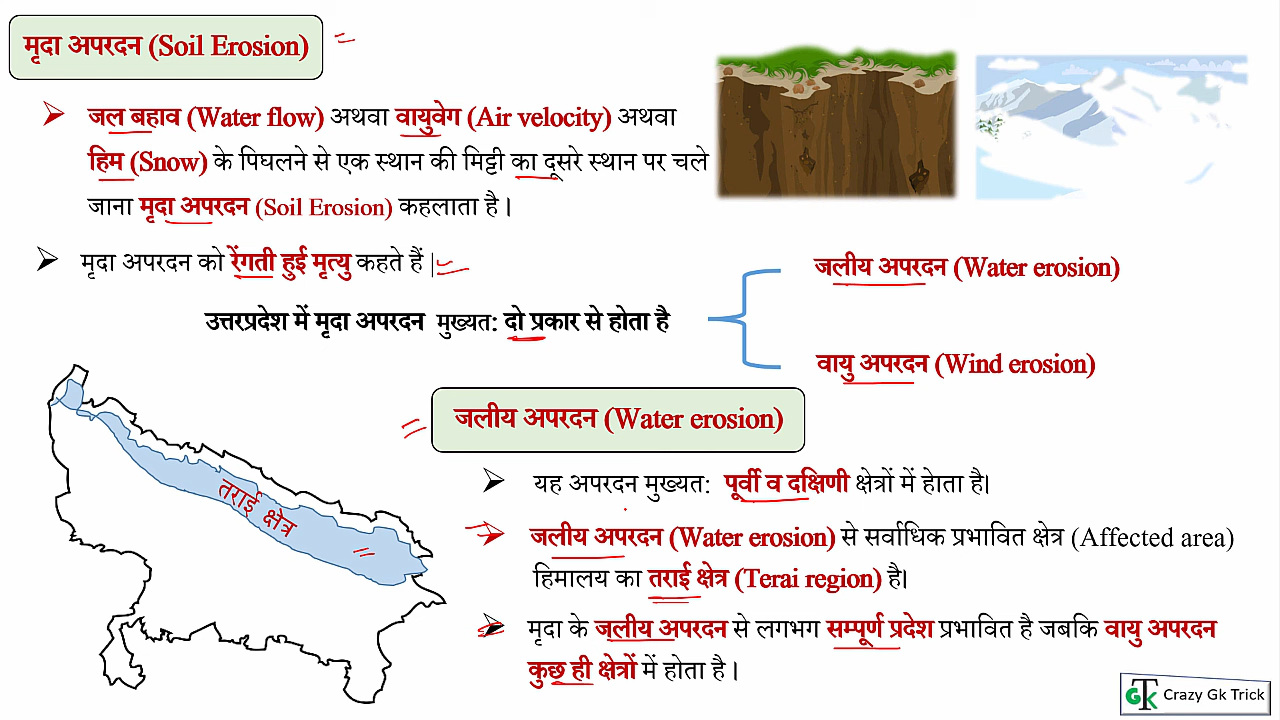 मृदा अपरदन (Soil Erosion)
जल बहाव (Water flow) अथवा वायुवेग (Air velocity) अथवा
हिम (Snow) के पिघलने से एक स्थान की मिट्टी का दूसरे स्थान पर चले
जाना मृदा अपरदन (Soil Erosion) कहलाता है।
मृदा अपरदन को रेंगती हुई मृत्यु कहते हैं |
उत्तरप्रदेश में मृदा अपरदन मुख्यत: दो प्रकार से होता है
जलीय अपरदन (Water erosion)
वायु अपरदन (Wind erosion)
जलीय अपरदन (Water erosion)
यह अपरदन मुख्यत: पूर्वी व दक्षिणी क्षेत्रों में होता है।
जलीय अपरदन (Water erosion) से सर्वाधिक प्रभावित क्षेत्र (Affected area)
हिमालय का तराई क्षेत्र (Terai region) है।
मृदा के जलीय अपरदन से लगभग सम्पूर्ण प्रदेश प्रभावित है जबकि वायु अपरदन
कुछ ही क्षेत्रों में होता है।
तराई क्षेत्र
GTK Crazy Gk Trick